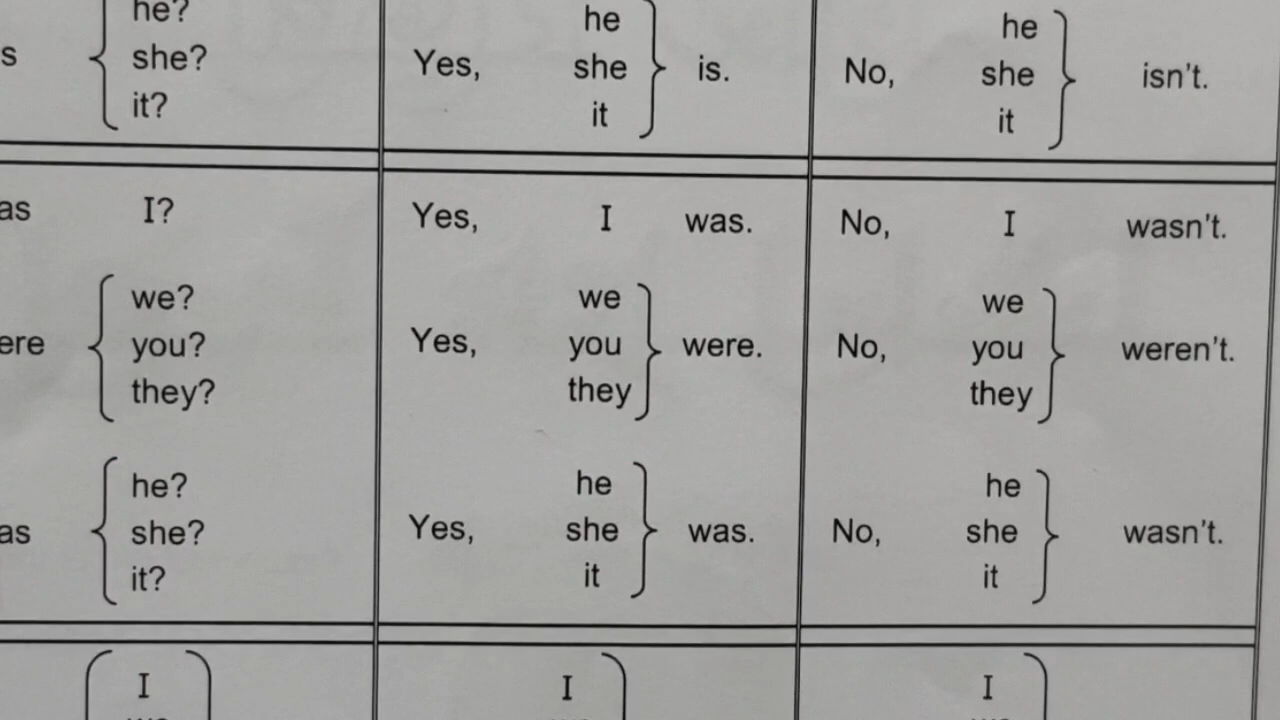 he?
he
he
s she? Yes, she is. No, she isn't.
it? it it
as I? Yes, I was. No, I wasn't.
we? we we
ere you? Yes, you were. No, you weren't.
they? they they
he? he he
as she? Yes, she was. No, she wasn't.
it? it it
I I I